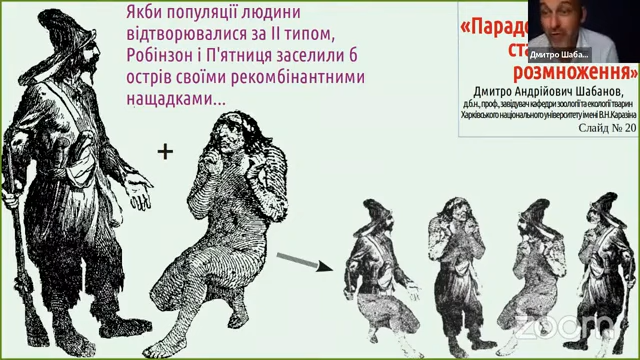 Якби популяції людини
відтворювалися за ІІ типом,
Робінзон і П'ятниця заселили б
острів своїми рекомбінантними
нащадками...
+
«Парадо
ста
розмноження»
Дмитро Шаба...
Дмитро Андрійович Шабанов,
д.б.н., проф., завідувач кафедри зоології та екології тварин
Харківського національного університету імені В.Н.Каразіна
Слайд № 20
zoom